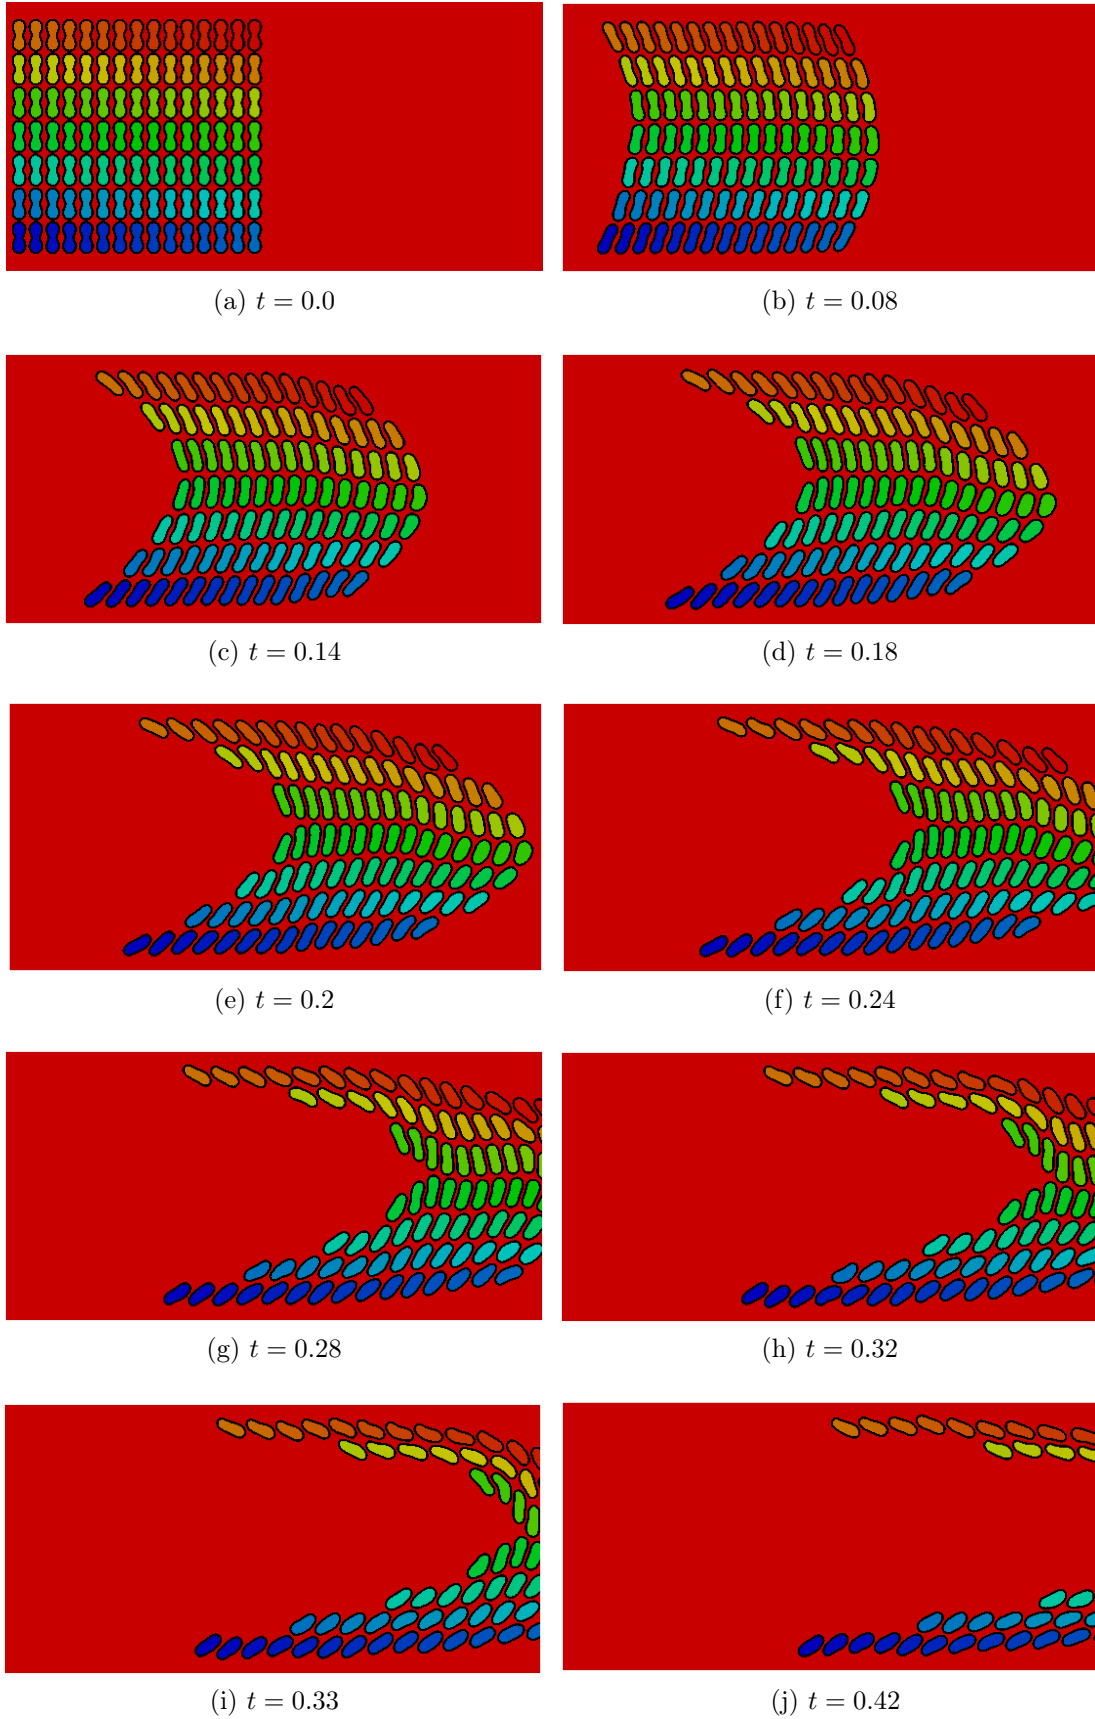 (a) t = 0.0
(b) t = 0.08
(c) t = 0.14
(d) t = 0.18
(e) t = 0.2
(f) t = 0.24
(g) t = 0.28
(h) t = 0.32
(i) t = 0.33
(j) t = 0.42